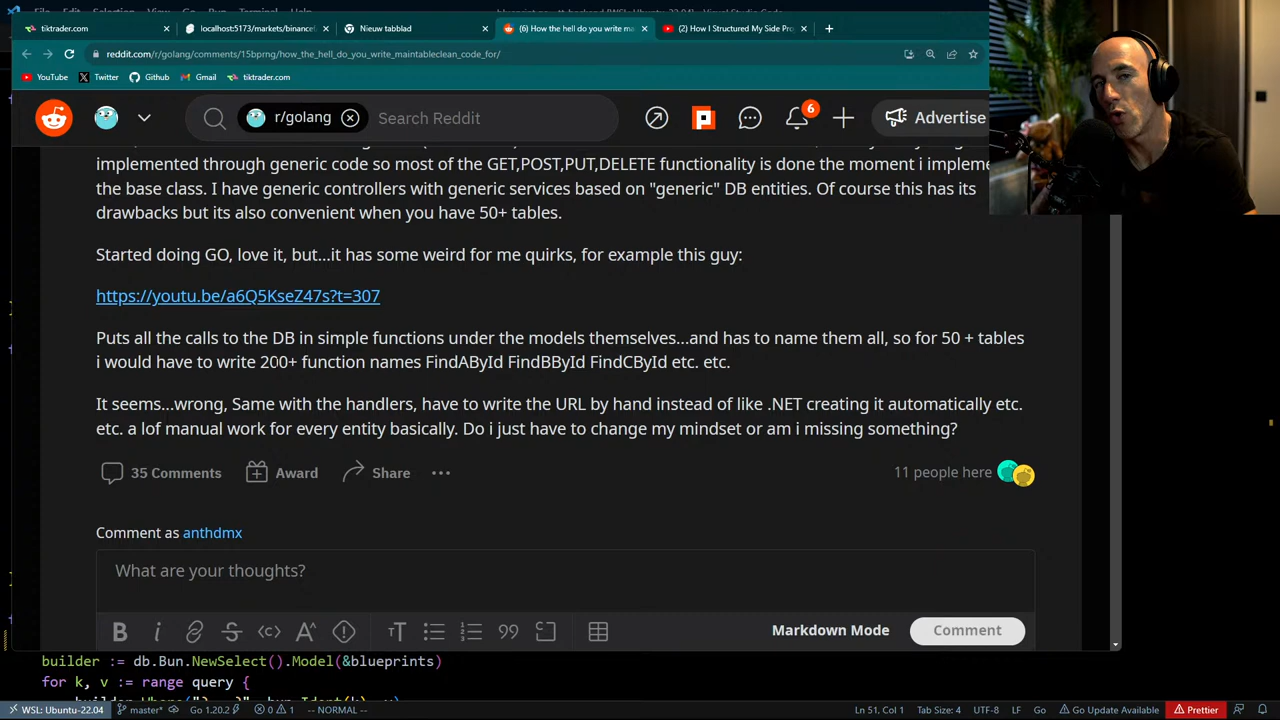 File Edit Selection View
tiktrader.com
localhost:5173/markets/binancef
Nieuw tabblad
(6) How the hell do you write ma
(2) How I Structured My Side Pro
reddit.com/r/golang/comments/15bprng/how_the_hell_do_you_write_maintableclean_code_for/
YouTube
Twitter
Github
Gmail
tiktrader.com
r/golang
Search Reddit
6
Advertise
implemented through generic code so most of the GET,POST,PUT,DELETE functionality is done the moment i impleme
the base class. I have generic controllers with generic services based on "generic" DB entities. Of course this has its
drawbacks but its also convenient when you have 50+ tables.
Started doing GO, love it, but...it has some weird for me quirks, for example this guy:
https://youtu.be/a6Q5KseZ47s?t=307
Puts all the calls to the DB in simple functions under the models themselves...and has to name them all, so for 50 + tables
i would have to write 200+ function names FindAById FindBById FindCById etc. etc.
It seems...wrong, Same with the handlers, have to write the URL by hand instead of like .NET creating it automatically etc.
etc. a lof manual work for every entity basically. Do i just have to change my mindset or am i missing something?
35 Comments
Award
Share
11 people here
Comment as anthdmx
What are your thoughts?
Markdown Mode
Comment
builder := db.Bun.NewSelect().Model(&blueprints)
for k, v := range query {
WSL: Ubuntu-22.04
master*
Go 1.20.2
0
1
-- NORMAL --
Ln 51, Col 1
Tab Size: 4
UTF-8
LF
Go
Go Update Available
Prettier